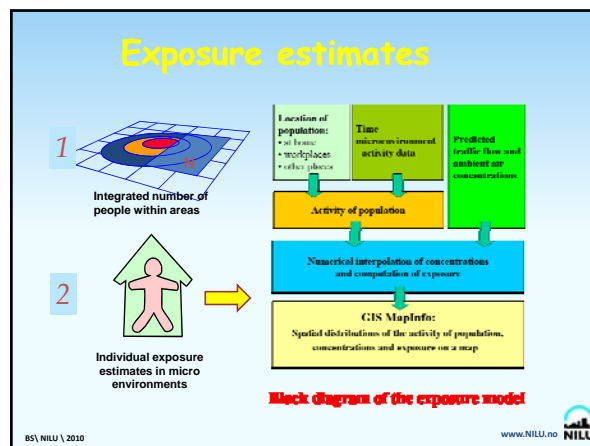 Exposure estimates
1
N
Integrated number of
people within areas
2
Individual exposure
estimates in micro
environments
Location of
population:
• at home
• workplaces
• other places
Time
microenvironment
activity data
Predicted
traffic flow and
ambient air
concentrations
Activity of population
Numerical interpolation of concentrations
and computation of exposure
GIS MapInfo:
Spatial distributions of the activity of population,
concentrations and exposure on a map
Block diagram of the exposure model
BS\ NILU \ 2010
www.NILU.no
NILU